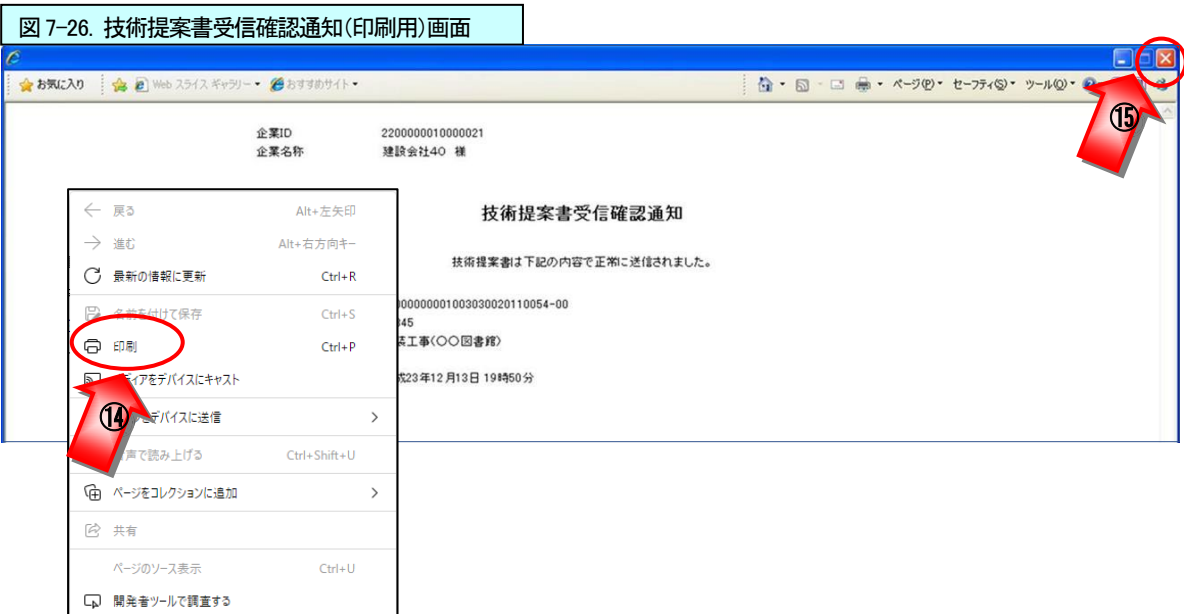 図 7-26. 技術提案書受信確認通知(印刷用)画面
お気に入り Web スライス ギャラリー おすすめサイト ページ(P) セーフティ(S) ツール(O)
⑮
企業ID 2200000010000021
企業名称 建設会社40 様
技術提案書受信確認通知
技術提案書は下記の内容で正常に送信されました。
0000000001003030020110054-00
345
装工事(〇〇図書館)
成23年12月13日 19時50分
戻る Alt+左矢印
進む Alt+右方向キー
最新の情報に更新 Ctrl+R
名前を付けて保存 Ctrl+S
印刷 Ctrl+P
ディアをデバイスにキャスト
⑭
をデバイスに送信
声で読み上げる Ctrl+Shift+U
ページをコレクションに追加
共有
ページのソース表示 Ctrl+U
開発者ツールで調査する